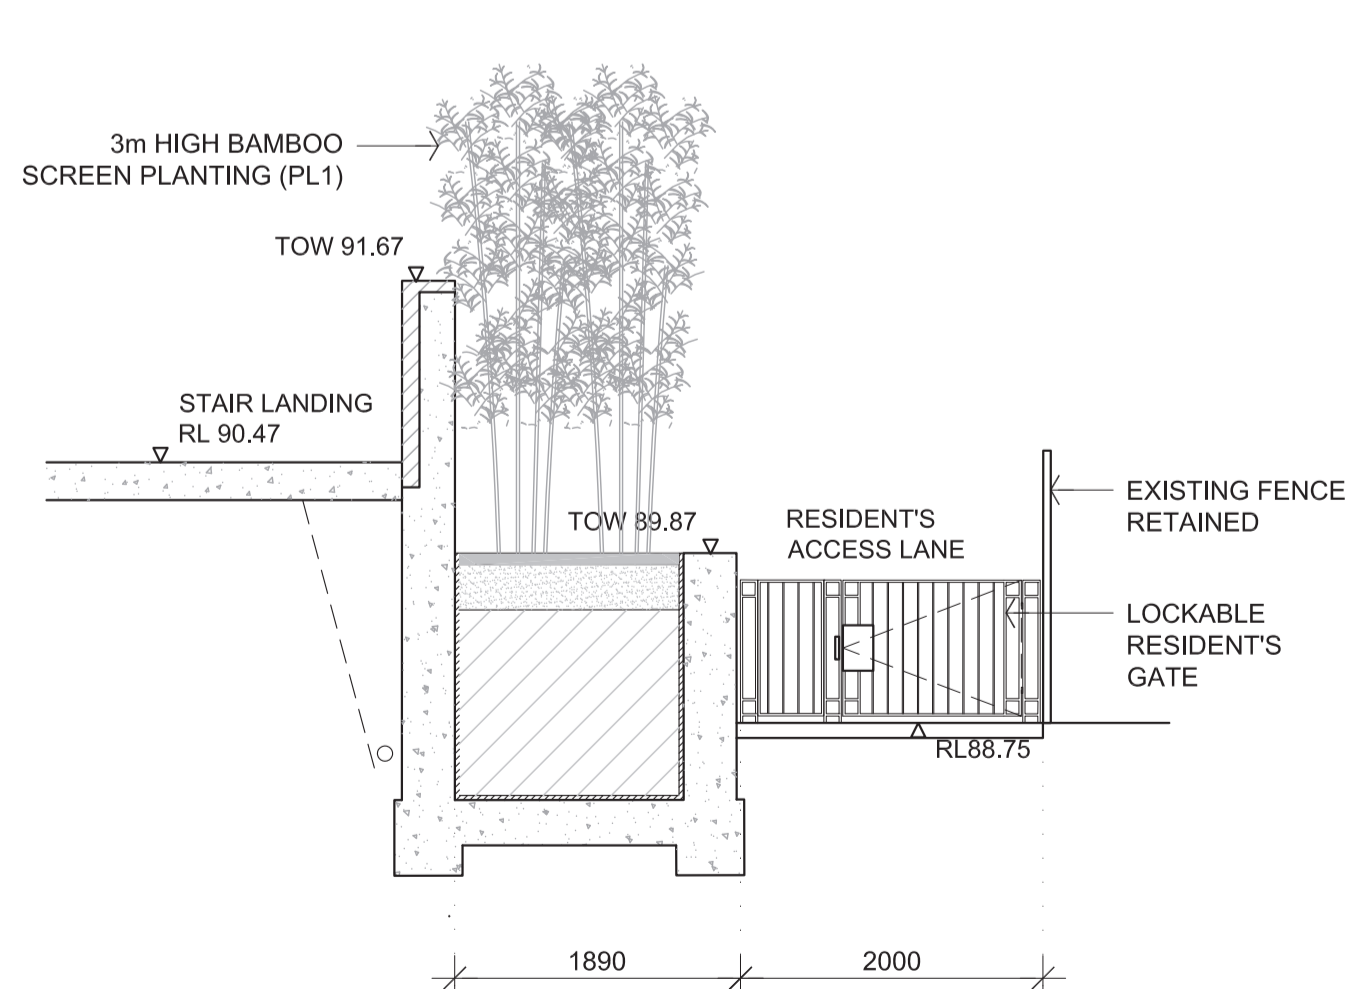 3m HIGH BAMBOO
SCREEN PLANTING (PL1)
TOW 91.67
STAIR LANDING
RL 90.47
TOW 89.87
RESIDENT'S
ACCESS LANE
EXISTING FENCE
RETAINED
LOCKABLE
RESIDENT'S
GATE
RL88.75
1890
2000